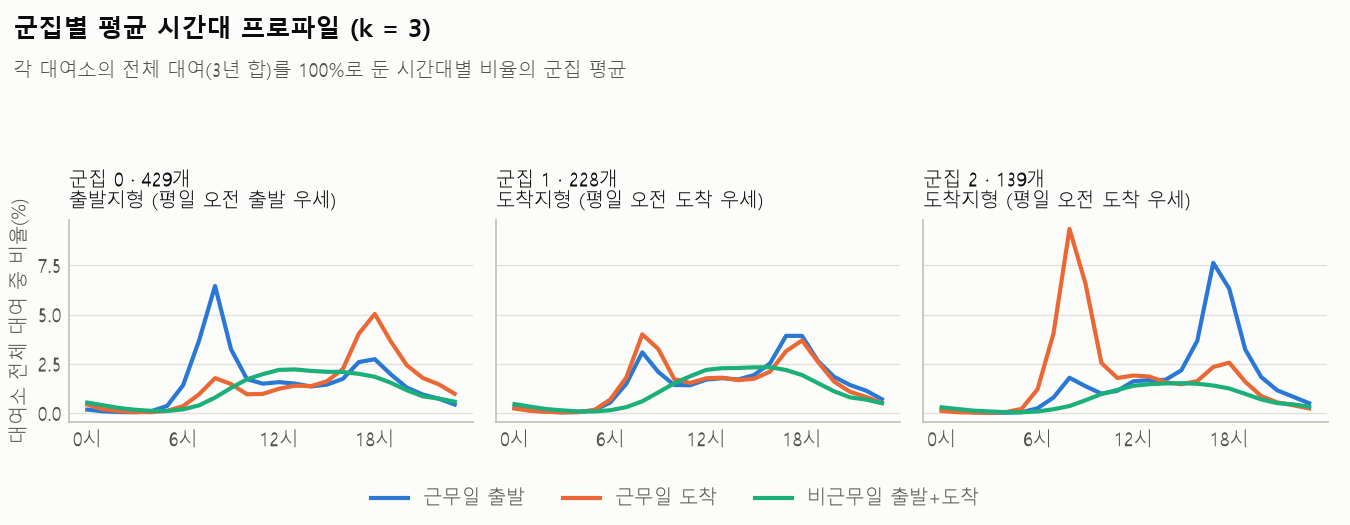 군집별 평균 시간대 프로파일 (k = 3)
각 대여소의 전체 대여(3년 합)를 100%로 둔 시간대별 비율의 군집 평균
군집 0 · 429개
출발지형 (평일 오전 출발 우세)
군집 1 · 228개
도착지형 (평일 오전 도착 우세)
군집 2 · 139개
도착지형 (평일 오전 도착 우세)
대여소 전체 대여 중 비율(%)
7.5
5.0
2.5
0.0
0시 6시 12시 18시
0시 6시 12시 18시
0시 6시 12시 18시
근무일 출발 근무일 도착 비근무일 출발+도착